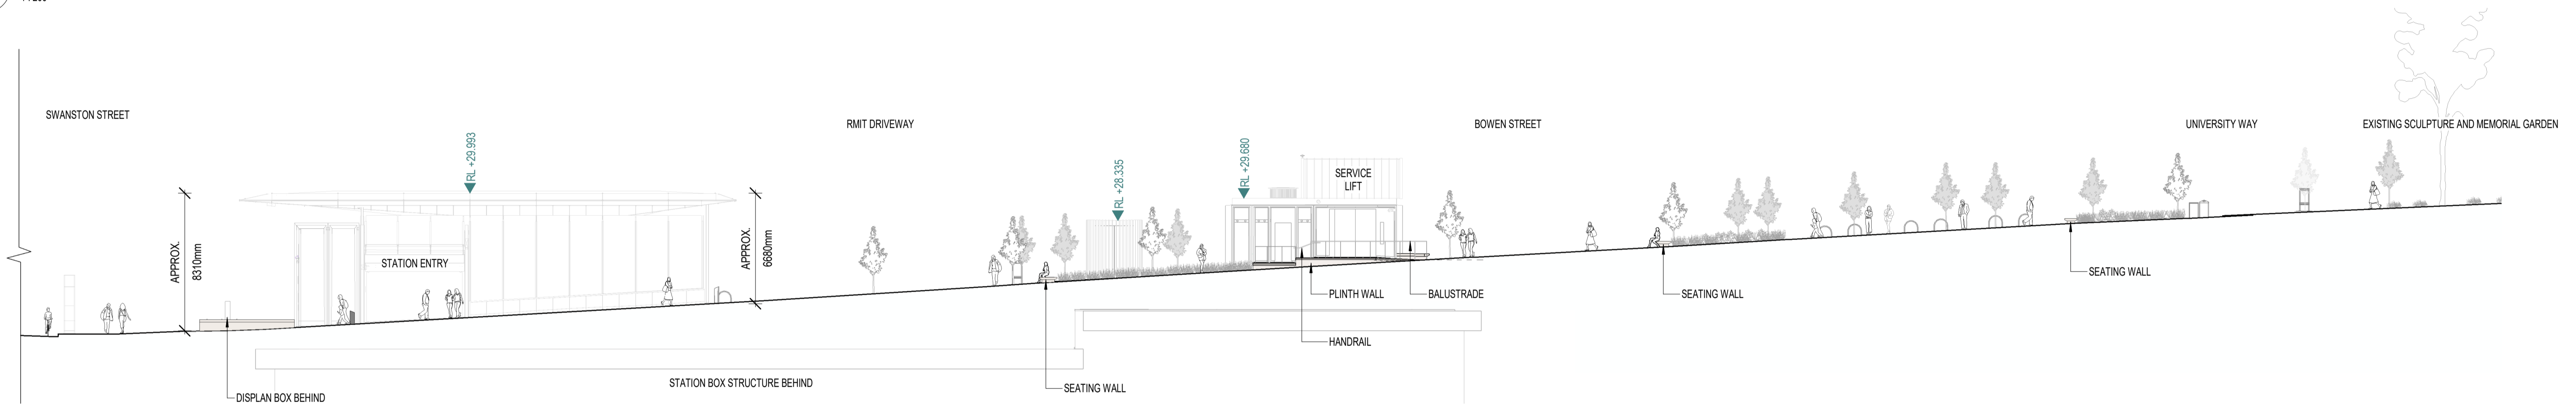 SWANSTON STREET
RMIT DRIVEWAY
BOWEN STREET
UNIVERSITY WAY
EXISTING SCULPTURE AND MEMORIAL GARDEN
RL +29.993
RL +28.335
RL +29.680
SERVICE
LIFT
APPROX.
8310mm
STATION ENTRY
APPROX.
6680mm
SEATING WALL
PLINTH WALL
BALUSTRADE
SEATING WALL
HANDRAIL
STATION BOX STRUCTURE BEHIND
SEATING WALL
DISPLAN BOX BEHIND